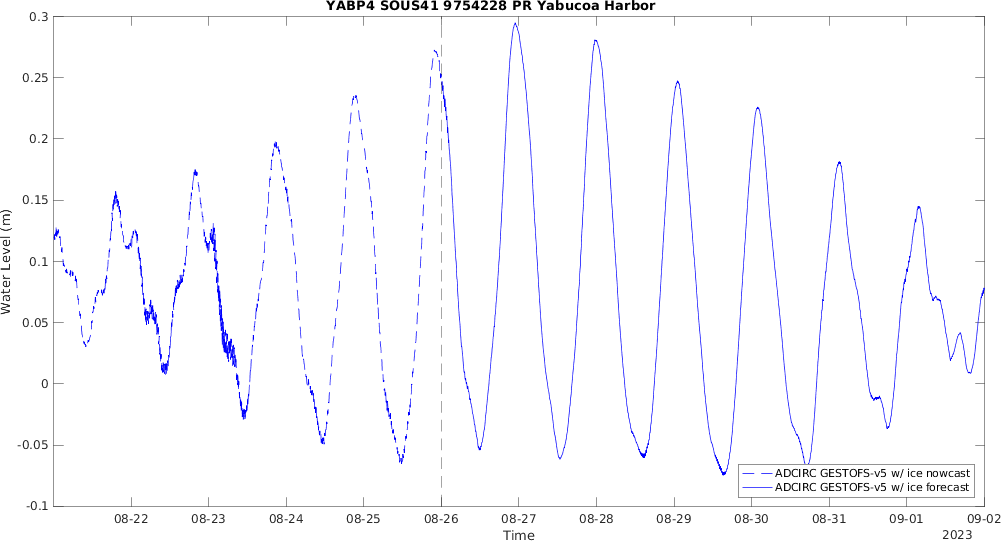 YABP4 SOUS41 9754228 PR Yabucoa Harbor
0.3
0.25
0.2
0.15
0.1
0.05
0
-0.05
-0.1
Water Level (m)
ADCIRC GESTOFS-v5 w/ ice nowcast
ADCIRC GESTOFS-v5 w/ ice forecast
08-22 08-23 08-24 08-25 08-26 08-27 08-28 08-29 08-30 08-31 09-01 09-02
Time
2023